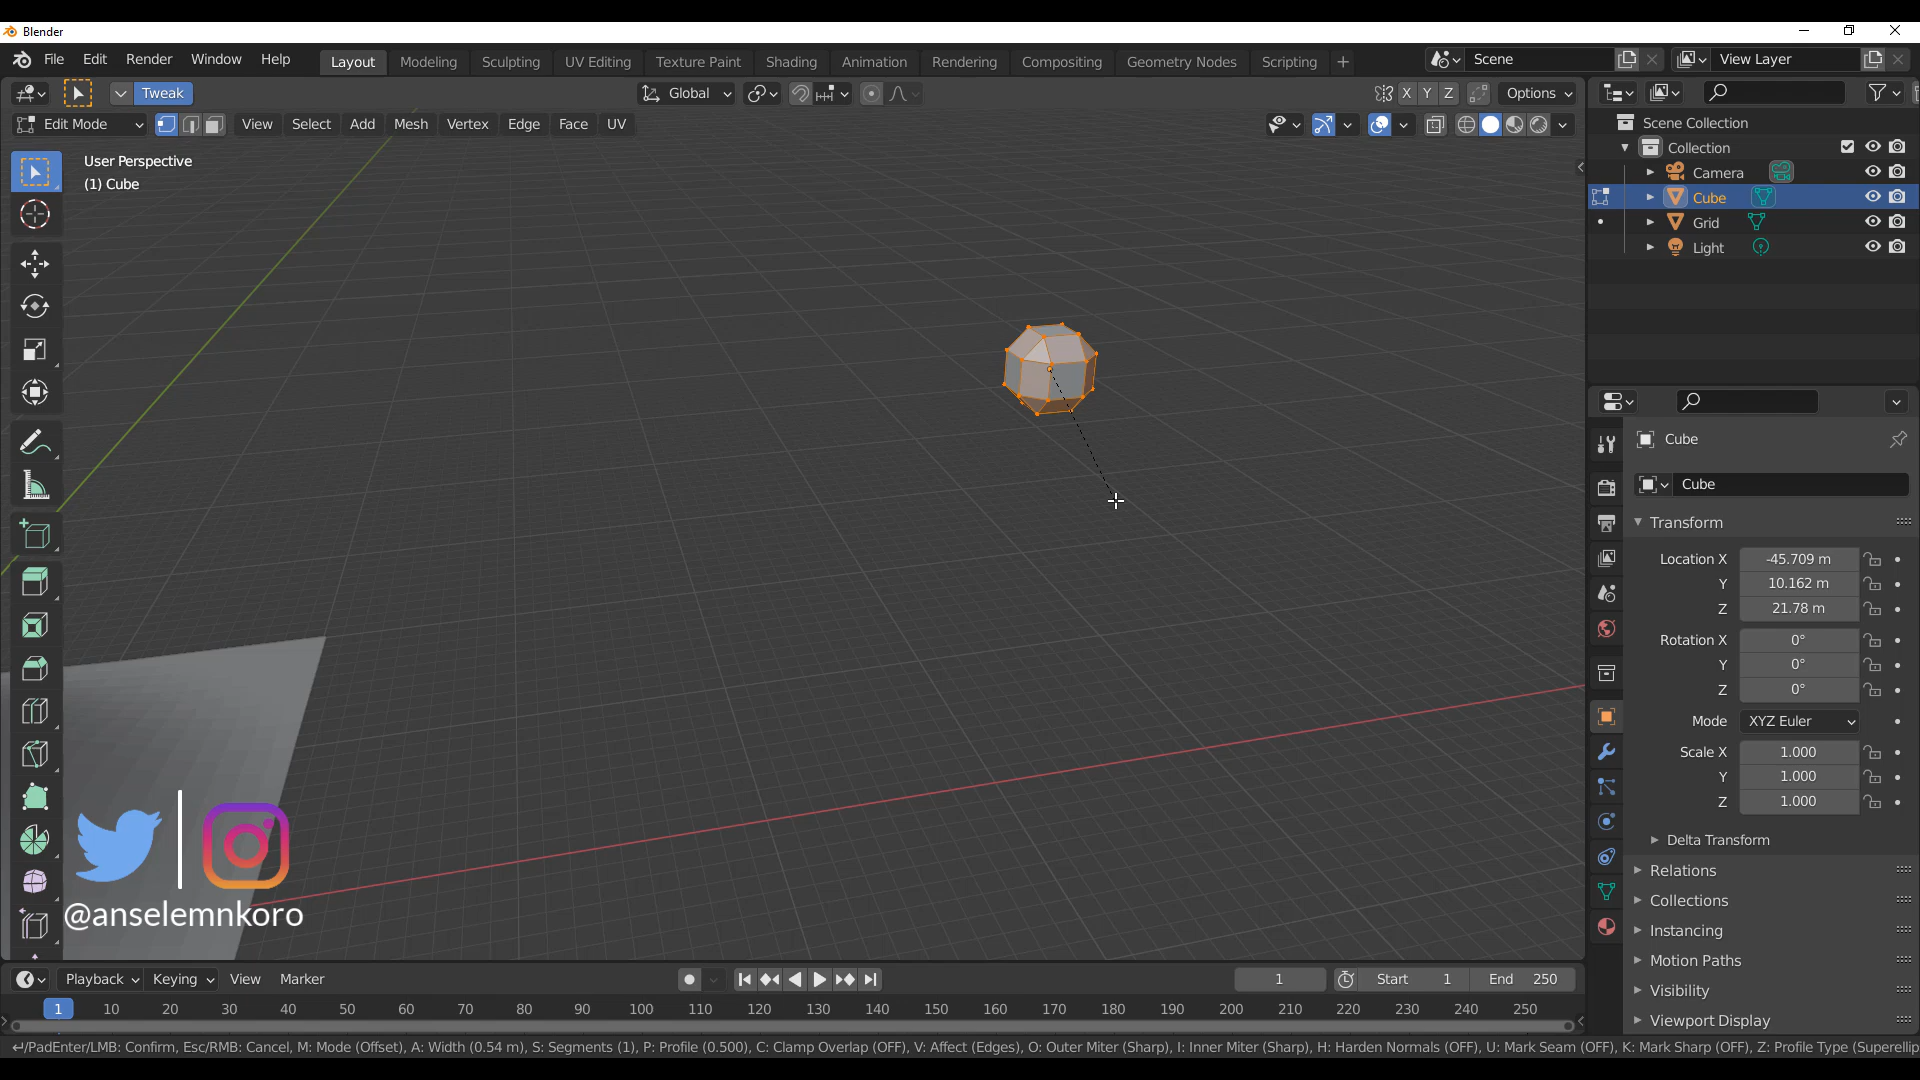 Blender
File Edit Render Window Help Layout Modeling Sculpting UV Editing Texture Paint Shading Animation Rendering Compositing Geometry Nodes Scripting + Scene View Layer
Tweak Global X Y Z Options
Edit Mode View Select Add Mesh Vertex Edge Face UV
User Perspective
(1) Cube
Scene Collection
Collection
Camera
Cube
Grid
Light
Cube
Cube
Transform
Location X -45.709 m
Y 10.162 m
Z 21.78 m
Rotation X 0°
Y 0°
Z 0°
Mode XYZ Euler
Scale X 1.000
Y 1.000
Z 1.000
Delta Transform
Relations
Collections
Instancing
Motion Paths
Visibility
Viewport Display
@anselemnkoro
Playback Keying View Marker 1 Start 1 End 250
1 10 20 30 40 50 60 70 80 90 100 110 120 130 140 150 160 170 180 190 200 210 220 230 240 250
↵/PadEnter/LMB: Confirm, Esc/RMB: Cancel, M: Mode (Offset), A: Width (0.54 m), S: Segments (1), P: Profile (0.500), C: Clamp Overlap (OFF), V: Affect (Edges), O: Outer Miter (Sharp), I: Inner Miter (Sharp), H: Harden Normals (OFF), U: Mark Seam (OFF), K: Mark Sharp (OFF), Z: Profile Type (Superellip